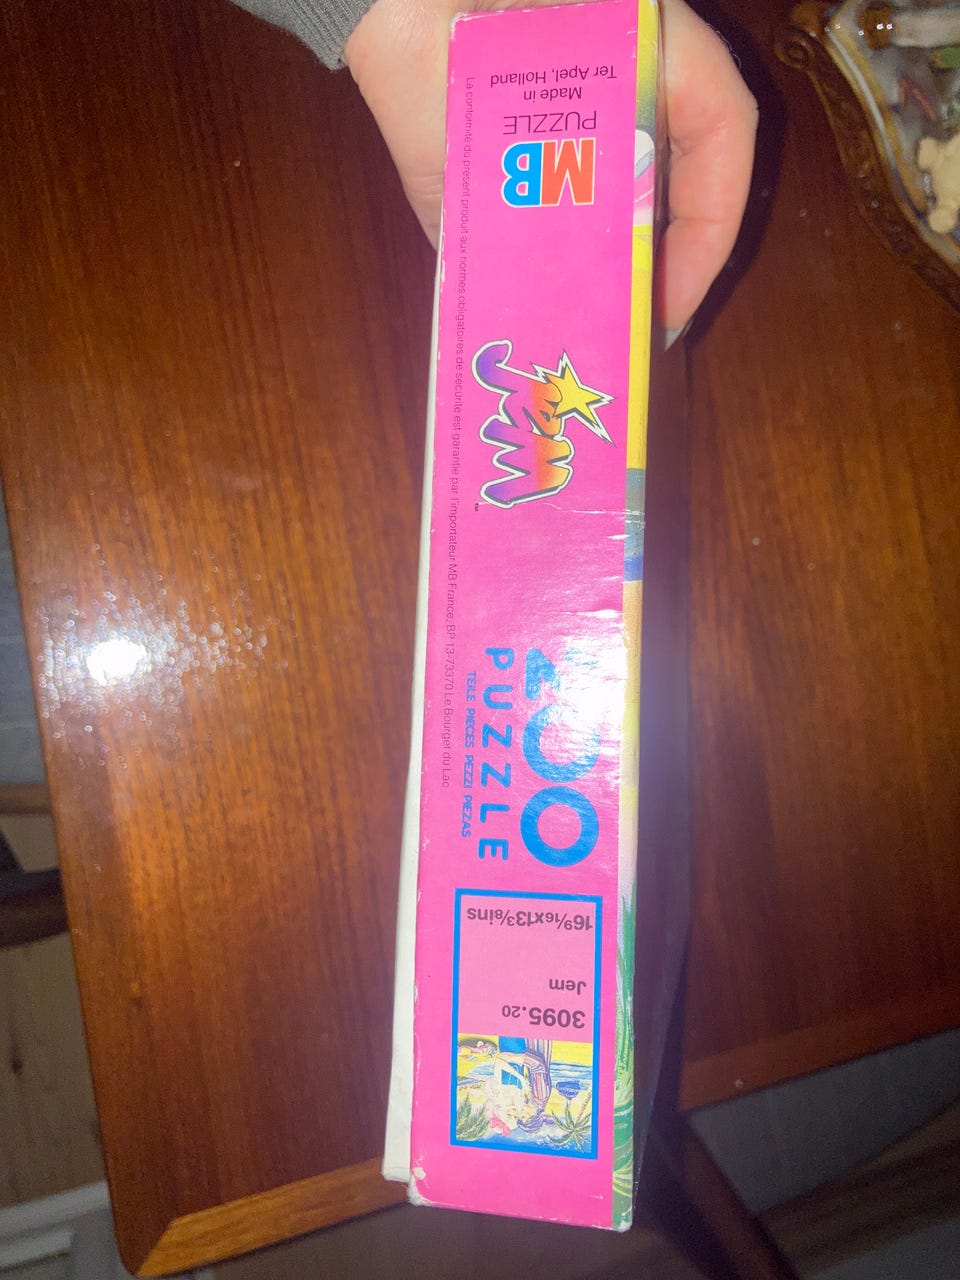 Made in
Ter Apel, Holland
MB
PUZZLE
Jem
™
200
PUZZLE
TEILE PIECES PEZZI PIEZAS
3095.20
Jem
16⁹/₁₆x13³/₈ins
La conformité du présent produit aux normes obligatoires de sécurité est garantie par l'importateur MB France, BP 13-73370 Le Bourget du Lac